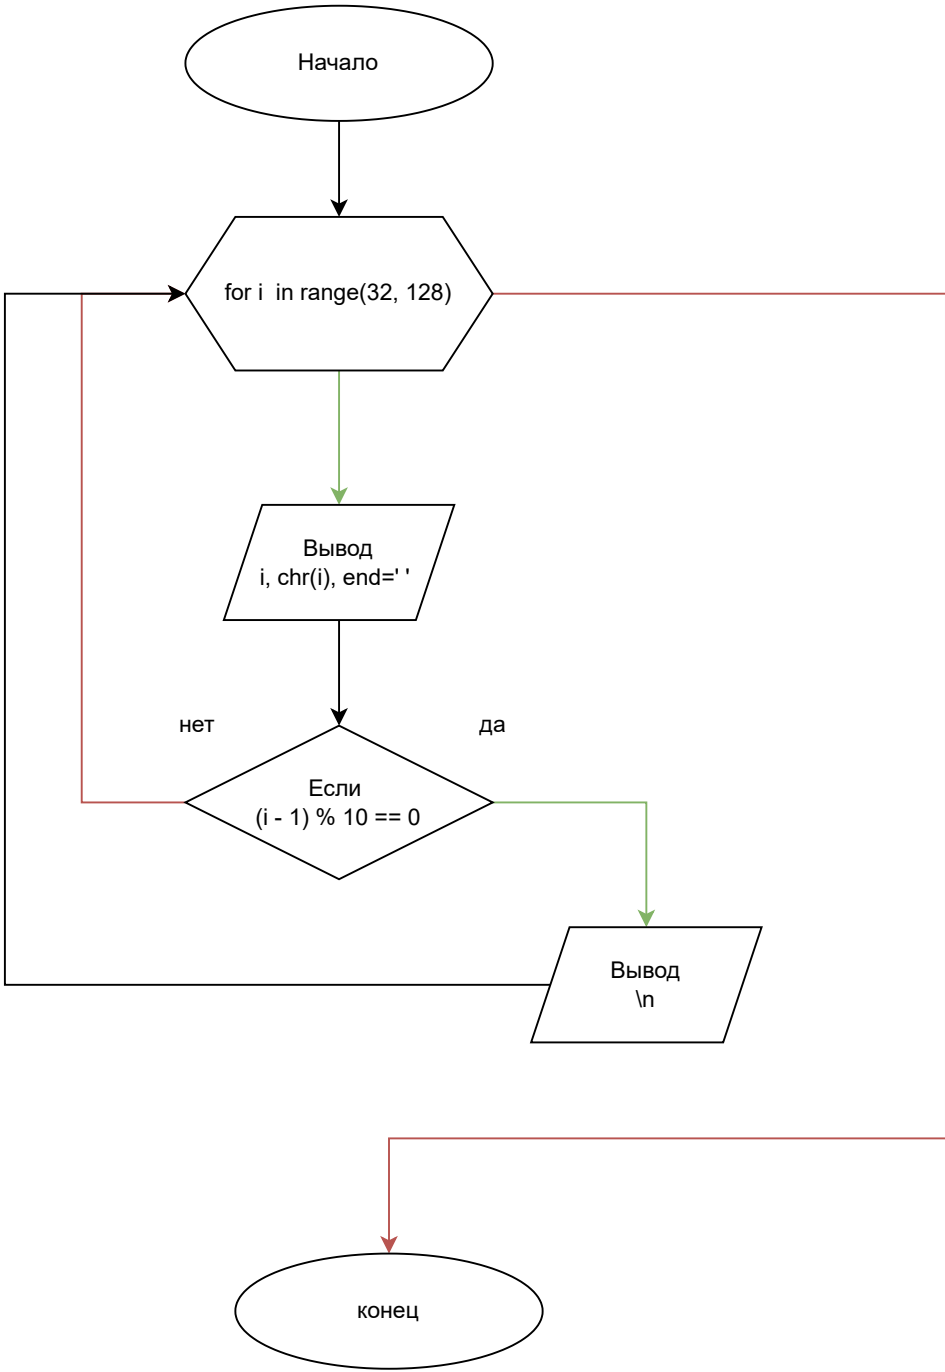 Начало
for i  in range(32, 128)
Вывод
i, chr(i), end=' '
нет
да
Если
(i - 1) % 10 == 0
Вывод
\n
конец